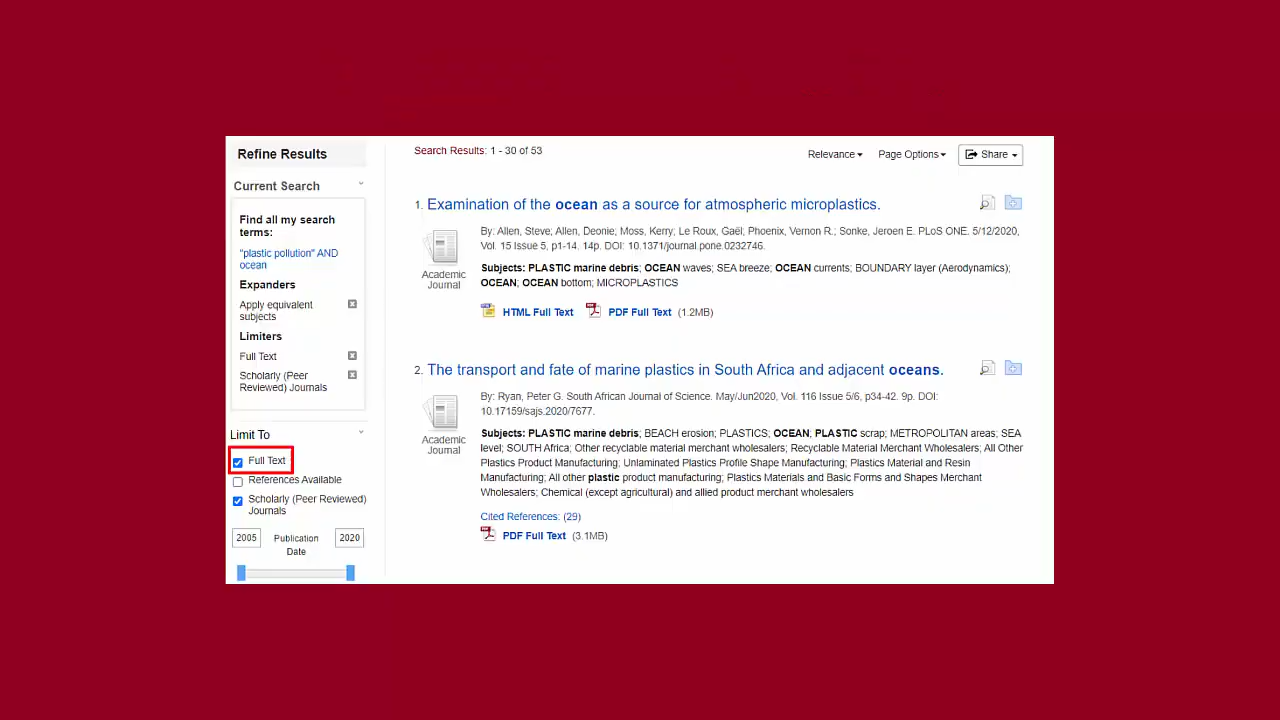 Refine Results
Current Search
Find all my search
terms:
"plastic pollution" AND
ocean
Expanders
Apply equivalent
subjects
Limiters
Full Text
Scholarly (Peer
Reviewed) Journals
Limit To
Full Text
References Available
Scholarly (Peer Reviewed)
Journals
2005 Publication 2020
Date
Search Results: 1 - 30 of 53
Relevance Page Options Share
1. Examination of the ocean as a source for atmospheric microplastics.
Academic
Journal
By: Allen, Steve; Allen, Deonie; Moss, Kerry; Le Roux, Gaël; Phoenix, Vernon R.; Sonke, Jeroen E. PLoS ONE. 5/12/2020,
Vol. 15 Issue 5, p1-14. 14p. DOI: 10.1371/journal.pone.0232746.
Subjects: PLASTIC marine debris; OCEAN waves; SEA breeze; OCEAN currents; BOUNDARY layer (Aerodynamics);
OCEAN; OCEAN bottom; MICROPLASTICS
HTML Full Text PDF Full Text (1.2MB)
2. The transport and fate of marine plastics in South Africa and adjacent oceans.
Academic
Journal
By: Ryan, Peter G. South African Journal of Science. May/Jun2020, Vol. 116 Issue 5/6, p34-42. 9p. DOI:
10.17159/sajs.2020/7677.
Subjects: PLASTIC marine debris; BEACH erosion; PLASTICS; OCEAN; PLASTIC scrap; METROPOLITAN areas; SEA
level; SOUTH Africa; Other recyclable material merchant wholesalers; Recyclable Material Merchant Wholesalers; All Other
Plastics Product Manufacturing; Unlaminated Plastics Profile Shape Manufacturing; Plastics Material and Resin
Manufacturing; All other plastic product manufacturing; Plastics Materials and Basic Forms and Shapes Merchant
Wholesalers; Chemical (except agricultural) and allied product merchant wholesalers
Cited References: (29)
PDF Full Text (3.1MB)